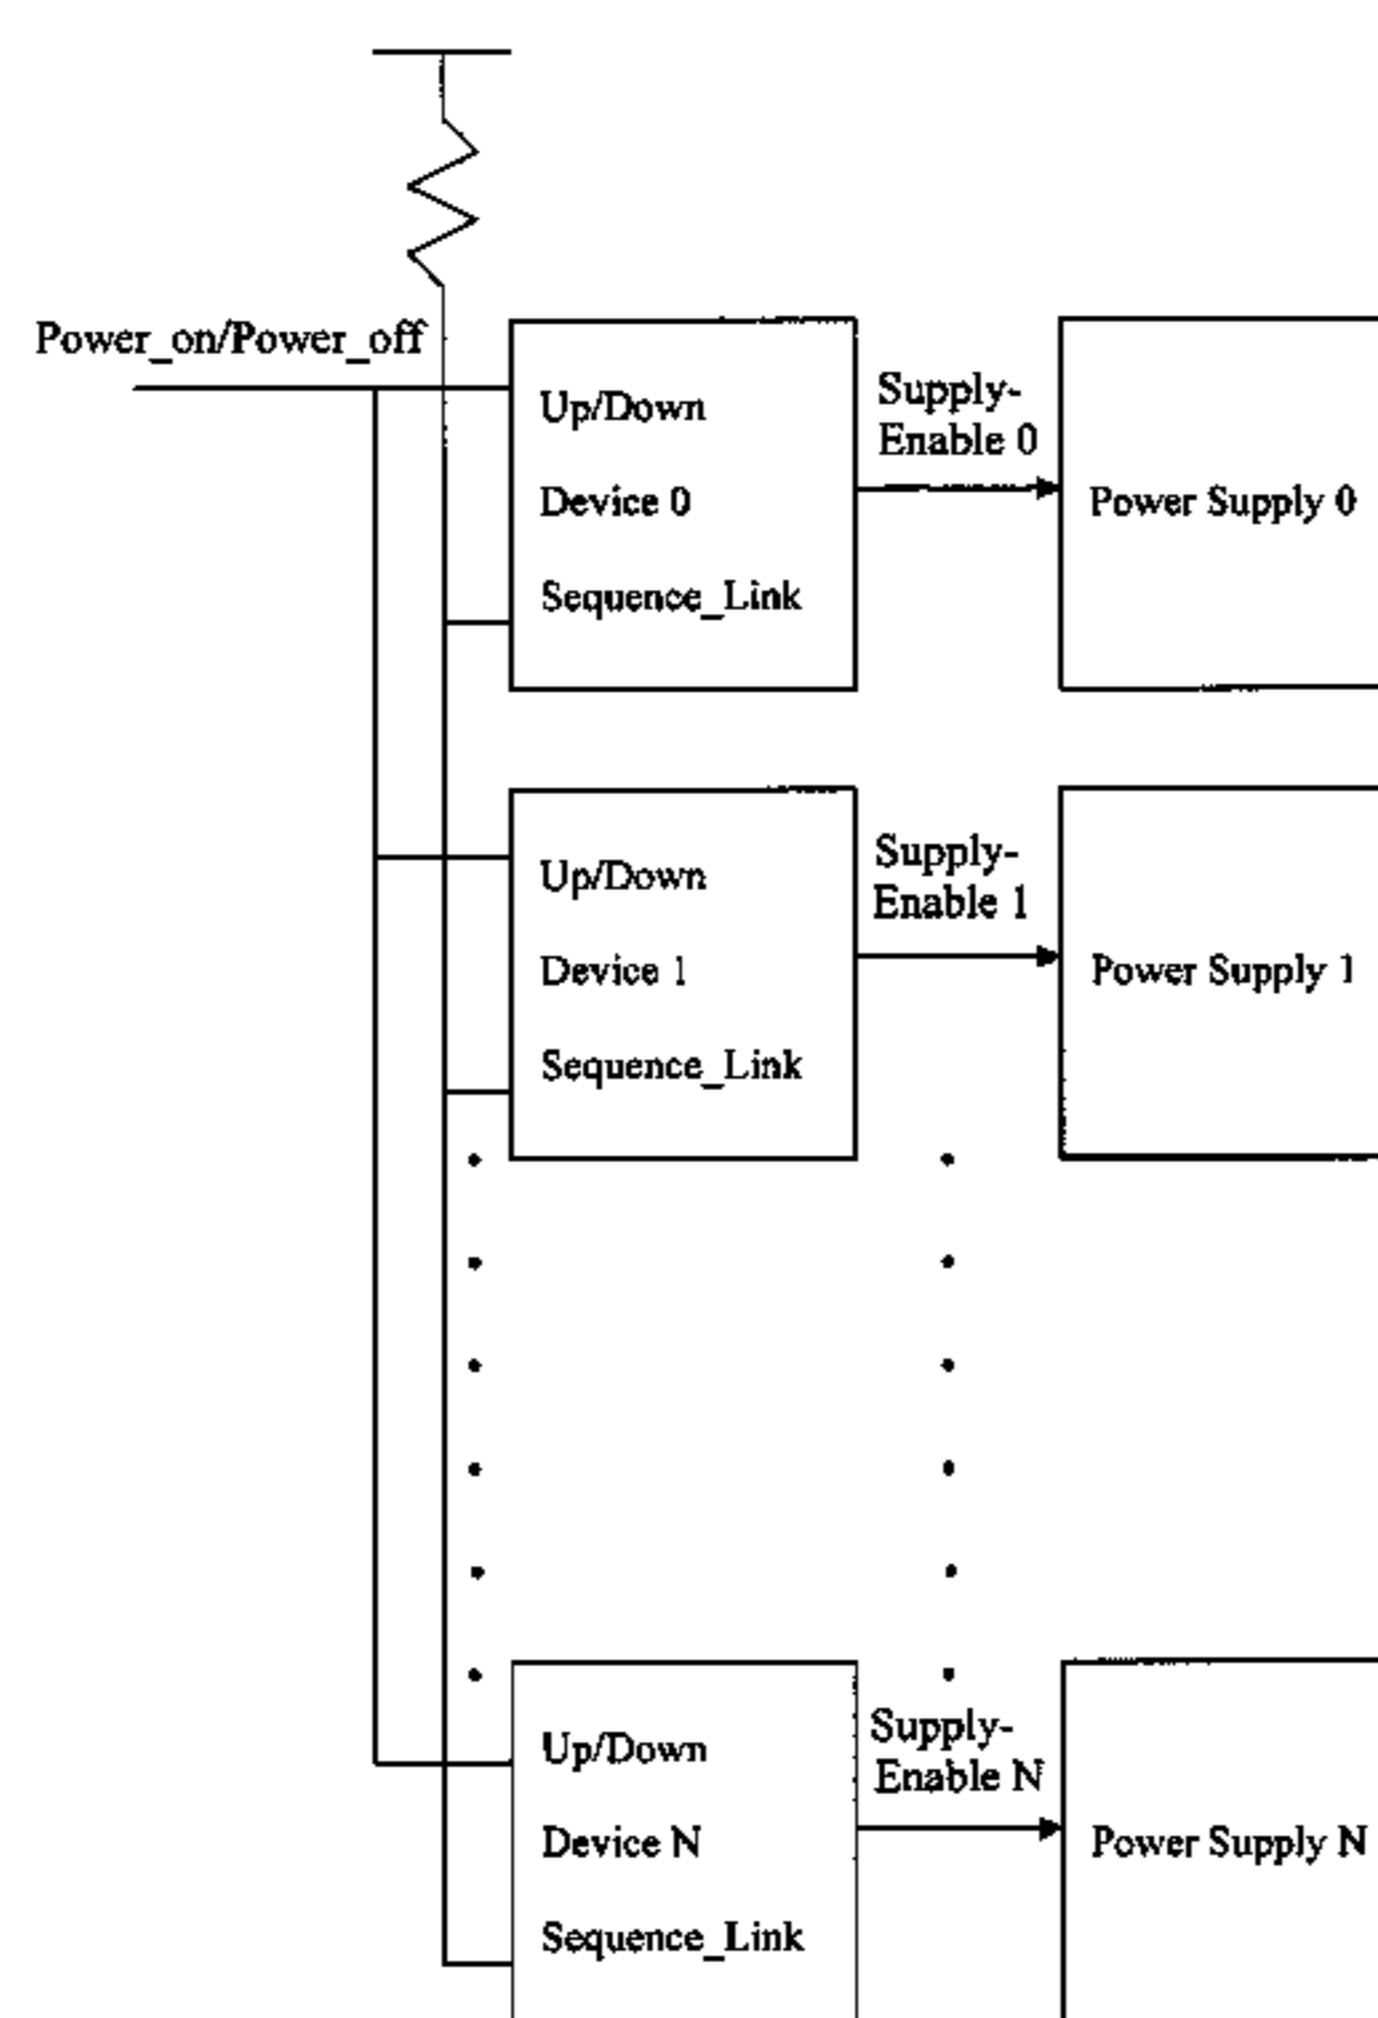 Power_on/Power_off
Up/Down
Device 0
Sequence_Link
Supply-
Enable 0
Power Supply 0
Up/Down
Device 1
Sequence_Link
Supply-
Enable 1
Power Supply 1
Up/Down
Device N
Sequence_Link
Supply-
Enable N
Power Supply N